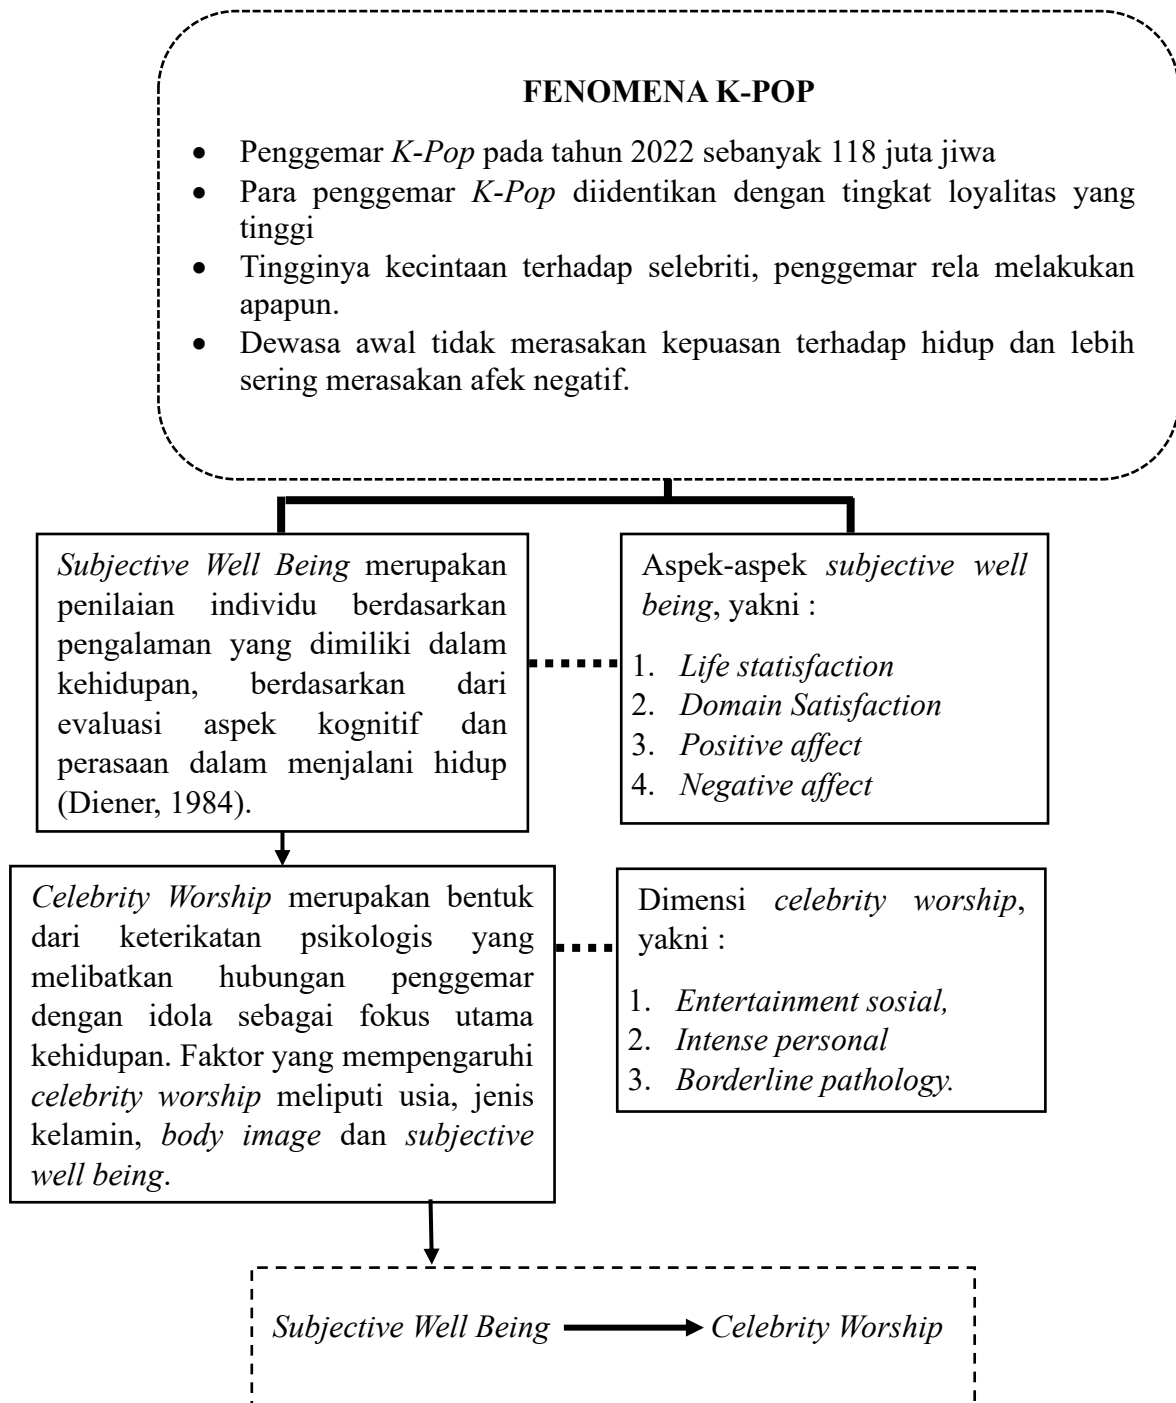 FENOMENA K-POP
• Penggemar K-Pop pada tahun 2022 sebanyak 118 juta jiwa
• Para penggemar K-Pop diidentikan dengan tingkat loyalitas yang
tinggi
• Tingginya kecintaan terhadap selebriti, penggemar rela melakukan
apapun.
• Dewasa awal tidak merasakan kepuasan terhadap hidup dan lebih
sering merasakan afek negatif.
Subjective Well Being merupakan
penilaian individu berdasarkan
pengalaman yang dimiliki dalam
kehidupan, berdasarkan dari
evaluasi aspek kognitif dan
perasaan dalam menjalani hidup
(Diener, 1984).
Aspek-aspek subjective well
being, yakni :
1. Life statisfaction
2. Domain Satisfaction
3. Positive affect
4. Negative affect
Celebrity Worship merupakan bentuk
dari keterikatan psikologis yang
melibatkan hubungan penggemar
dengan idola sebagai fokus utama
kehidupan. Faktor yang mempengaruhi
celebrity worship meliputi usia, jenis
kelamin, body image dan subjective
well being.
Dimensi celebrity worship,
yakni :
1. Entertainment sosial,
2. Intense personal
3. Borderline pathology.
Subjective Well Being Celebrity Worship